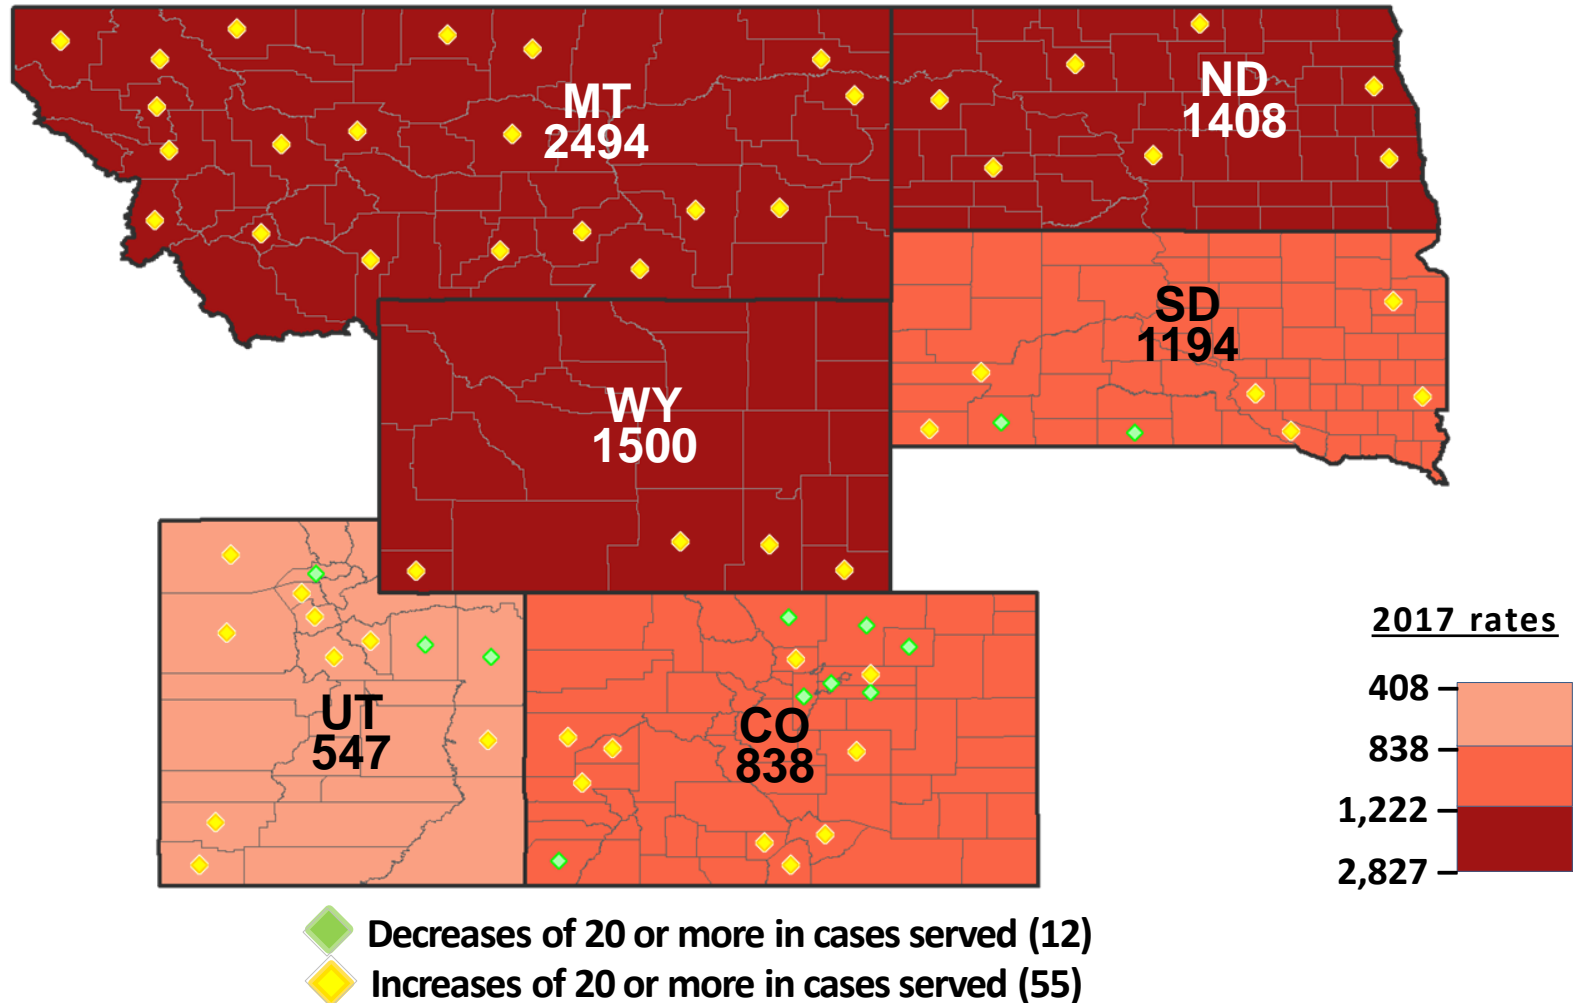 MT
2494
ND
1408
SD
1194
WY
1500
UT
547
CO
838
2017 rates
408
838
1,222
2,827
Decreases of 20 or more in cases served (12)
Increases of 20 or more in cases served (55)